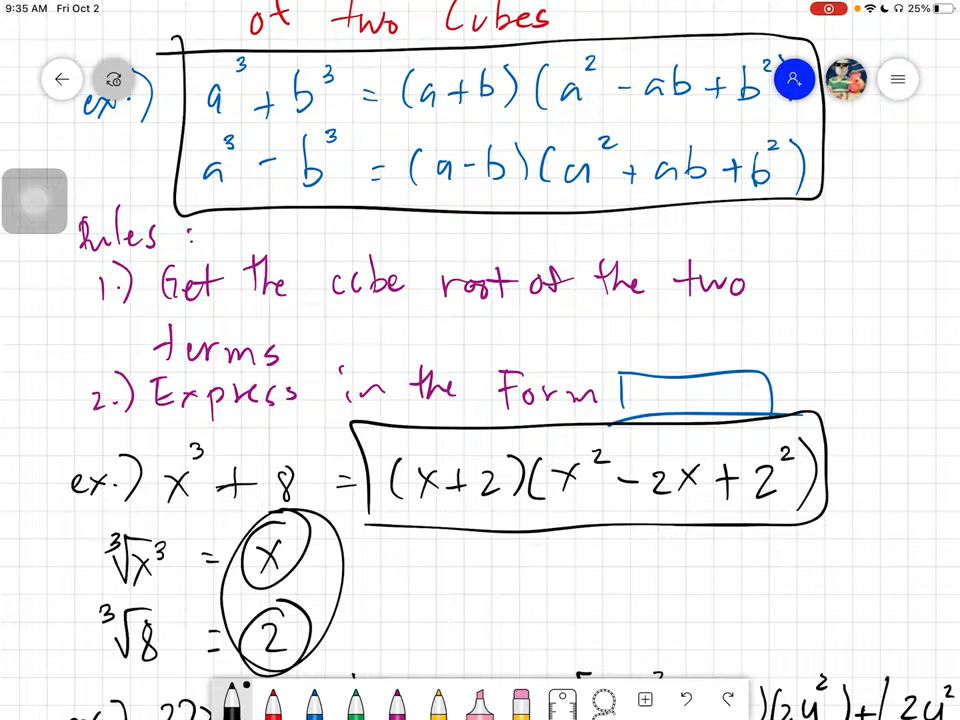 9:35 AM Fri Oct 2 25%
of two Cubes
ex.) a³ + b³ = (a+b)(a² - ab + b²)
a³ - b³ = (a-b)(a² + ab + b²)
Rules :
1.) Get the cube root of the two
terms
2.) Express in the Form
ex.) x³ + 8 = (x+2)(x² - 2x + 2²)
∛x³ = x
∛8 = 2